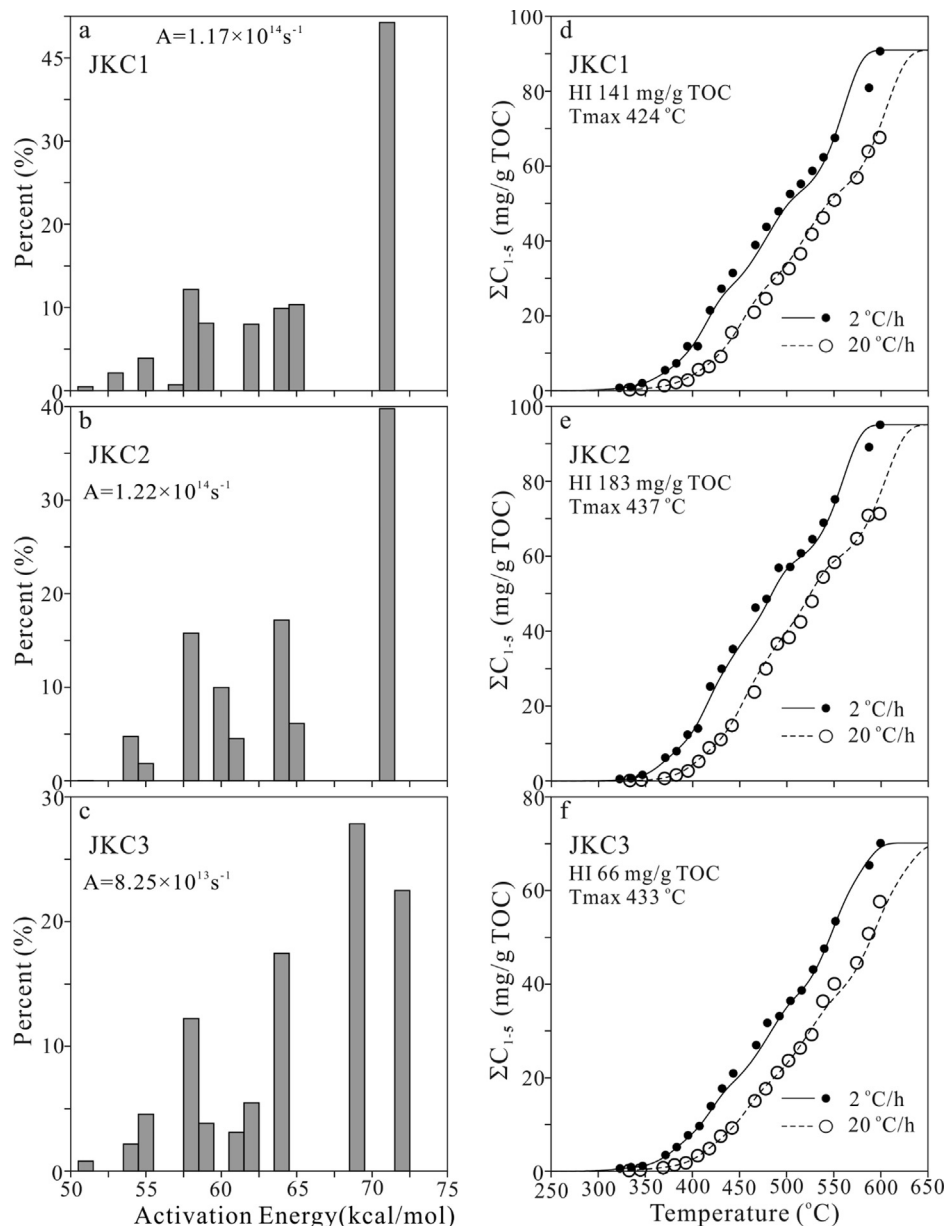 a
A=1.17×10¹⁴s⁻¹
JKC1
45
30
20
10
0
Percent (%)
b
JKC2
A=1.22×10¹⁴s⁻¹
40
30
20
10
0
Percent (%)
c
JKC3
A=8.25×10¹³s⁻¹
30
20
10
0
Percent (%)
50 55 60 65 70 75
Activation Energy(kcal/mol)
d
JKC1
HI 141 mg/g TOC
Tmax 424 °C
100
80
60
40
20
0
ΣC₁₋₅ (mg/g TOC)
2 °C/h
20 °C/h
e
JKC2
HI 183 mg/g TOC
Tmax 437 °C
100
80
60
40
20
0
ΣC₁₋₅ (mg/g TOC)
2 °C/h
20 °C/h
f
JKC3
HI 66 mg/g TOC
Tmax 433 °C
80
60
40
20
0
ΣC₁₋₅ (mg/g TOC)
2 °C/h
20 °C/h
250 300 350 400 450 500 550 600 650
Temperature (°C)